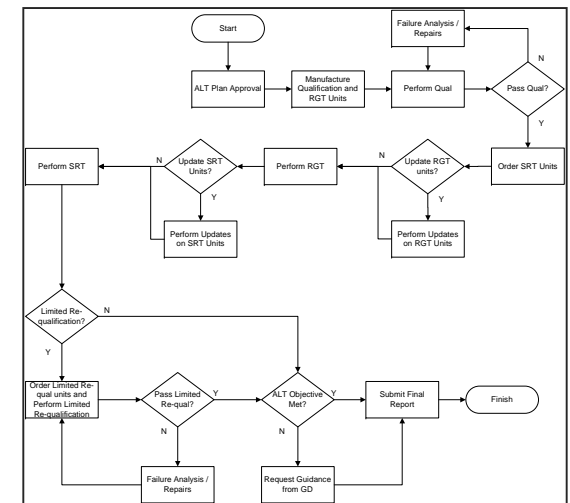 Start
Failure Analysis /
Repairs
N
ALT Plan Approval
Manufacture
Qualification and
RGT Units
Perform Qual
Pass Qual?
Y
Perform SRT
N
Update SRT
Units?
Y
Perform RGT
N
Update RGT
units?
Y
Order SRT Units
Perform Updates
on SRT Units
Perform Updates
on RGT Units
Limited Re-
qualification?
N
Y
Order Limited Re-
qual units and
Perform Limited
Re-qualification
Pass Limited
Re-qual?
Y
N
ALT Objective
Met?
Y
N
Submit Final
Report
Finish
Failure Analysis /
Repairs
Request Guidance
from GD